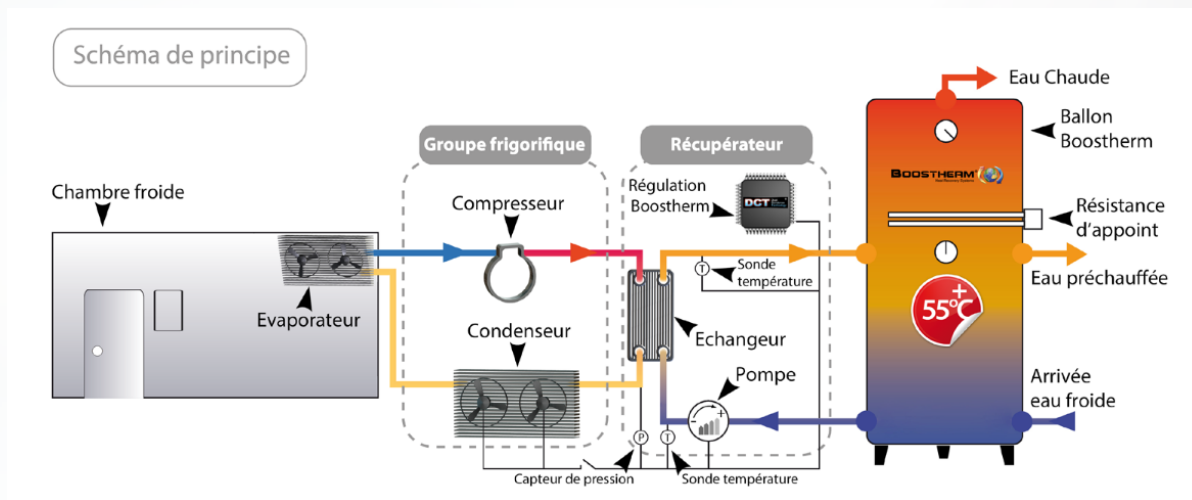 Schéma de principe
Eau Chaude
Ballon
Boostherm
Groupe frigorifique
Récupérateur
Chambre froide
Compresseur
Régulation
Boostherm
DCT
BOOSTHERM
Résistance
d'appoint
Sonde
température
T
Eau préchauffée
Evaporateur
Condenseur
Echangeur
+
55°C
Pompe
- +
Arrivée
eau froide
P
T
Capteur de pression
Sonde température